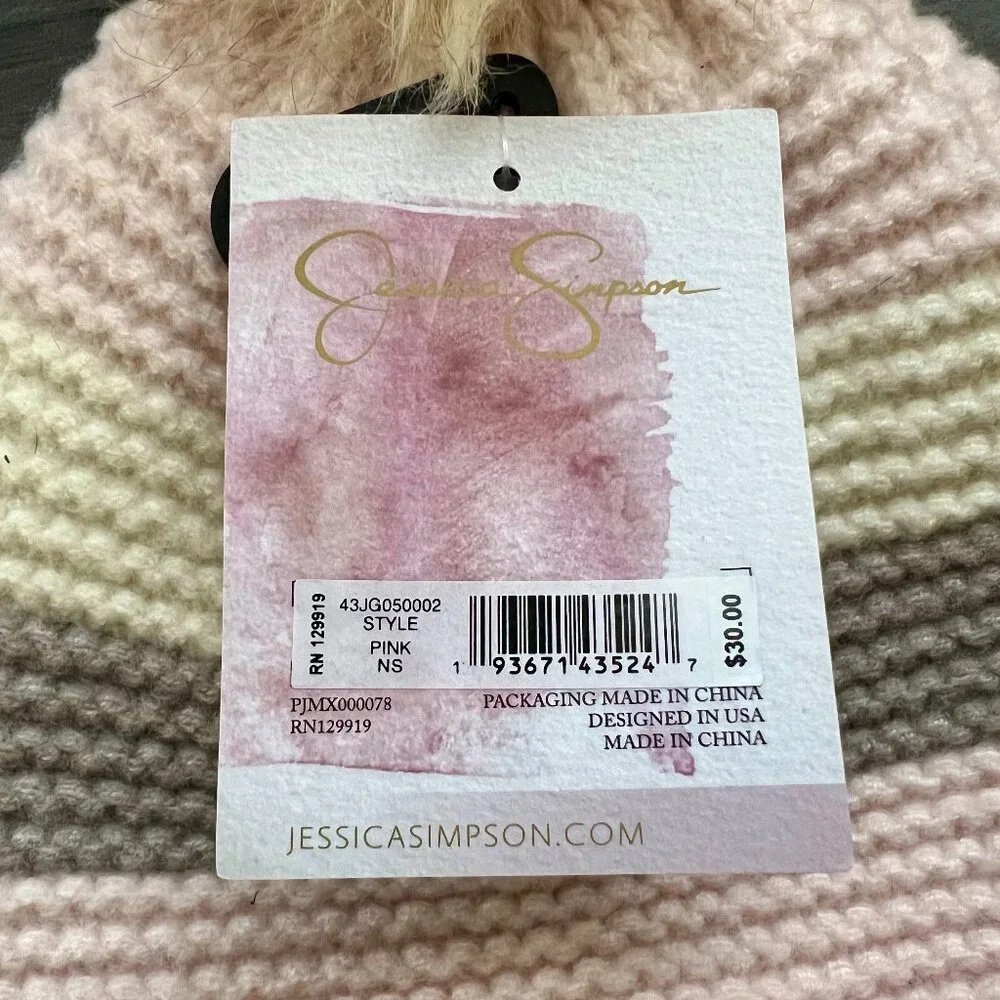 Jessica Simpson
RN 129919
43JG050002
STYLE
PINK
NS
1 93671 43524 7
$30.00
PJMX000078
RN129919
PACKAGING MADE IN CHINA
DESIGNED IN USA
MADE IN CHINA
JESSICASIMPSON.COM